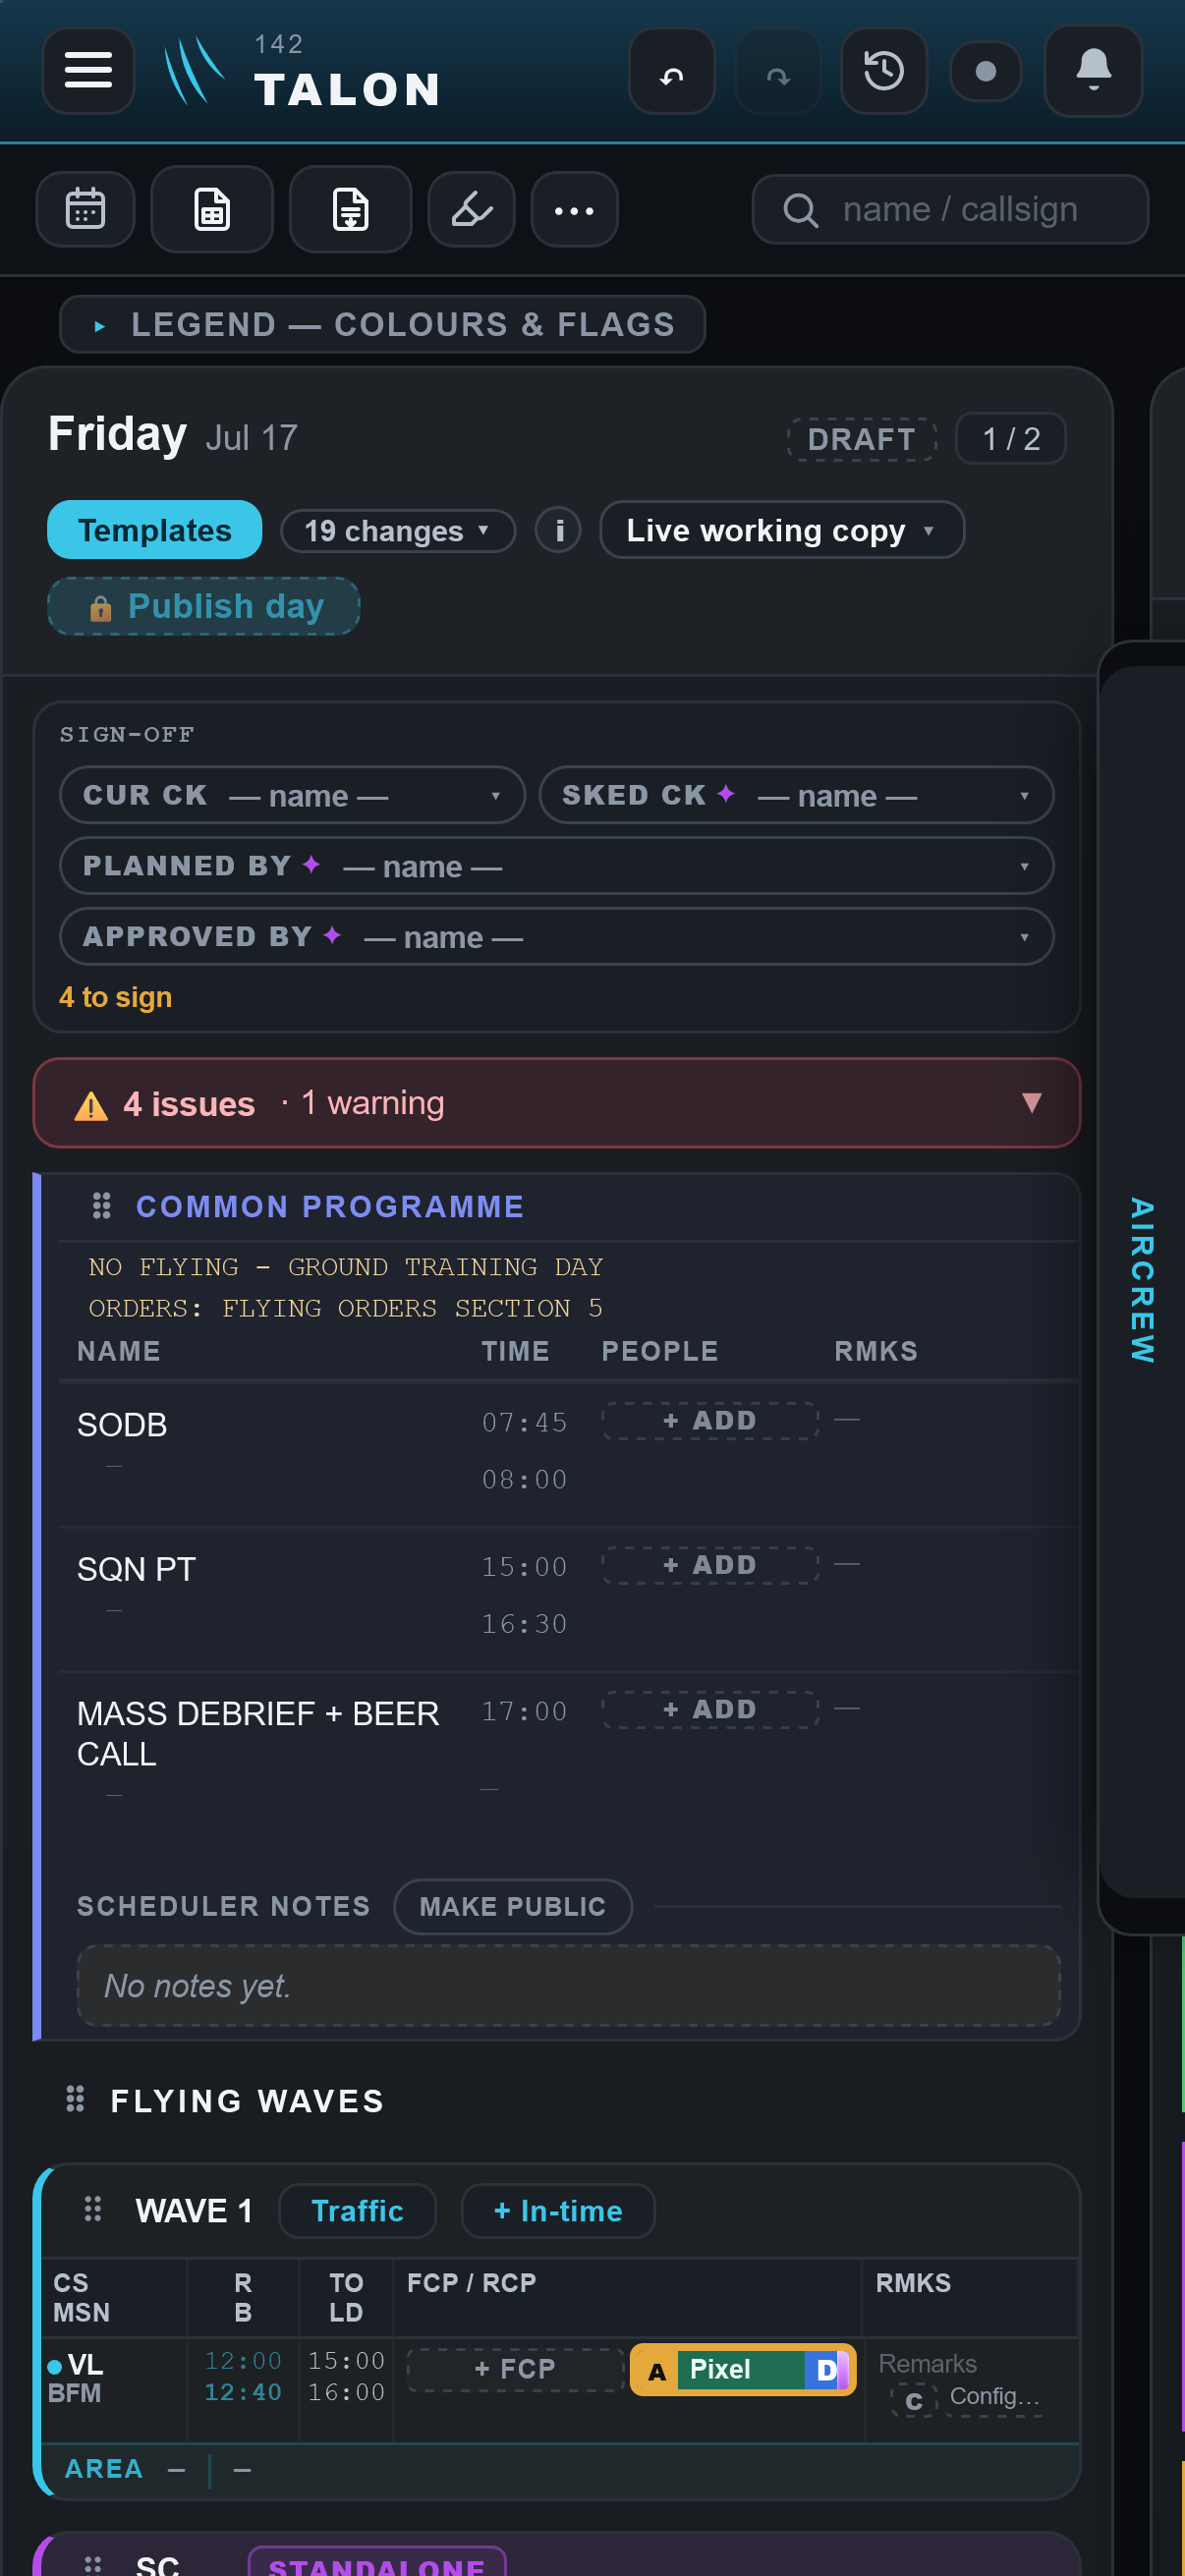 142
TALON
name / callsign
LEGEND — COLOURS & FLAGS
Friday Jul 17 DRAFT 1 / 2
Templates 19 changes i Live working copy
Publish day
SIGN-OFF
CUR CK — name — SKED CK — name —
PLANNED BY — name —
APPROVED BY — name —
4 to sign
4 issues · 1 warning
AIRCREW
COMMON PROGRAMME
NO FLYING - GROUND TRAINING DAY
ORDERS: FLYING ORDERS SECTION 5
NAME TIME PEOPLE RMKS
SODB 07:45 + ADD —
— 08:00
SQN PT 15:00 + ADD —
— 16:30
MASS DEBRIEF + BEER 17:00 + ADD —
CALL
— —
SCHEDULER NOTES MAKE PUBLIC
No notes yet.
FLYING WAVES
WAVE 1 Traffic + In-time
CS R TO FCP / RCP RMKS
MSN B LD
VL 12:00 15:00 + FCP A Pixel D Remarks
BFM 12:40 16:00 C Config...
AREA — | —
SC STANDALONE